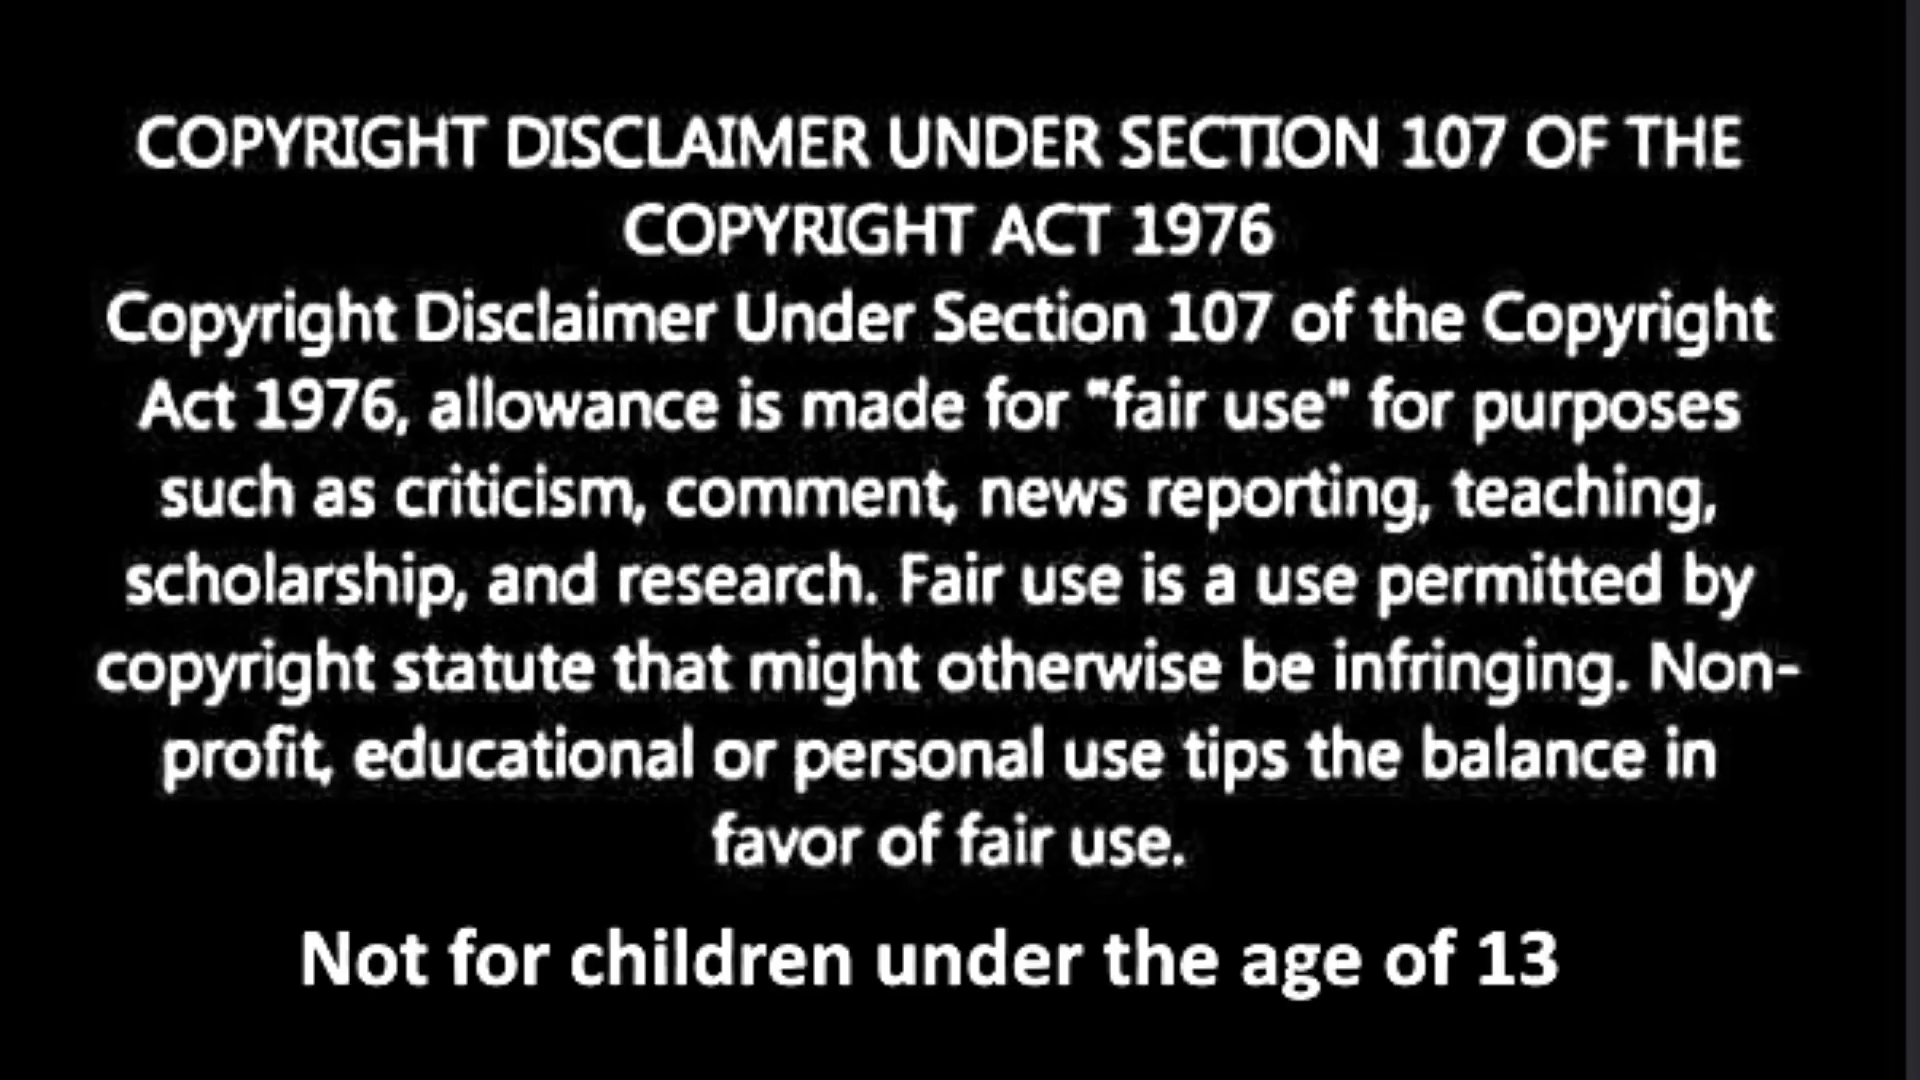 COPYRIGHT DISCLAIMER UNDER SECTION 107 OF THE
COPYRIGHT ACT 1976
Copyright Disclaimer Under Section 107 of the Copyright
Act 1976, allowance is made for "fair use" for purposes
such as criticism, comment, news reporting, teaching,
scholarship, and research. Fair use is a use permitted by
copyright statute that might otherwise be infringing. Non-
profit, educational or personal use tips the balance in
favor of fair use.
Not for children under the age of 13